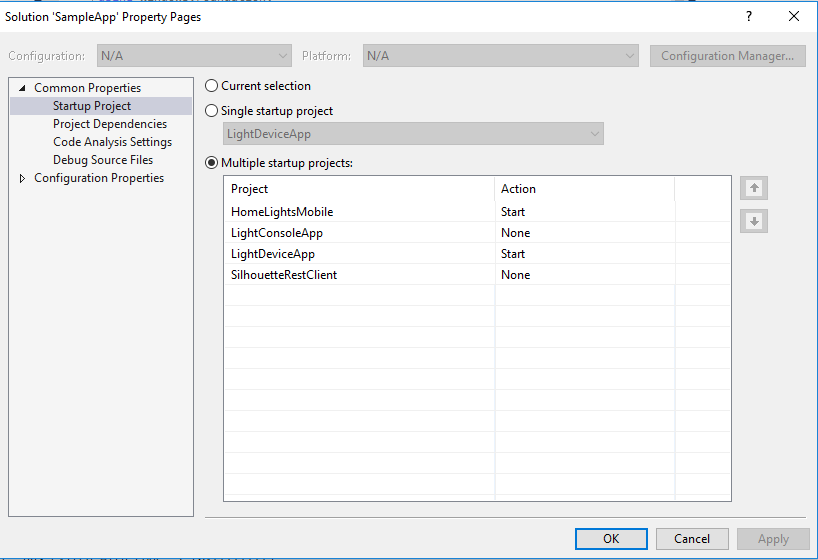 Solution 'SampleApp' Property Pages
?
Configuration: N/A Platform: N/A Configuration Manager...
Common Properties
Startup Project
Project Dependencies
Code Analysis Settings
Debug Source Files
Configuration Properties
Current selection
Single startup project
LightDeviceApp
Multiple startup projects:
Project Action
HomeLightsMobile Start
LightConsoleApp None
LightDeviceApp Start
SilhouetteRestClient None
OK Cancel Apply